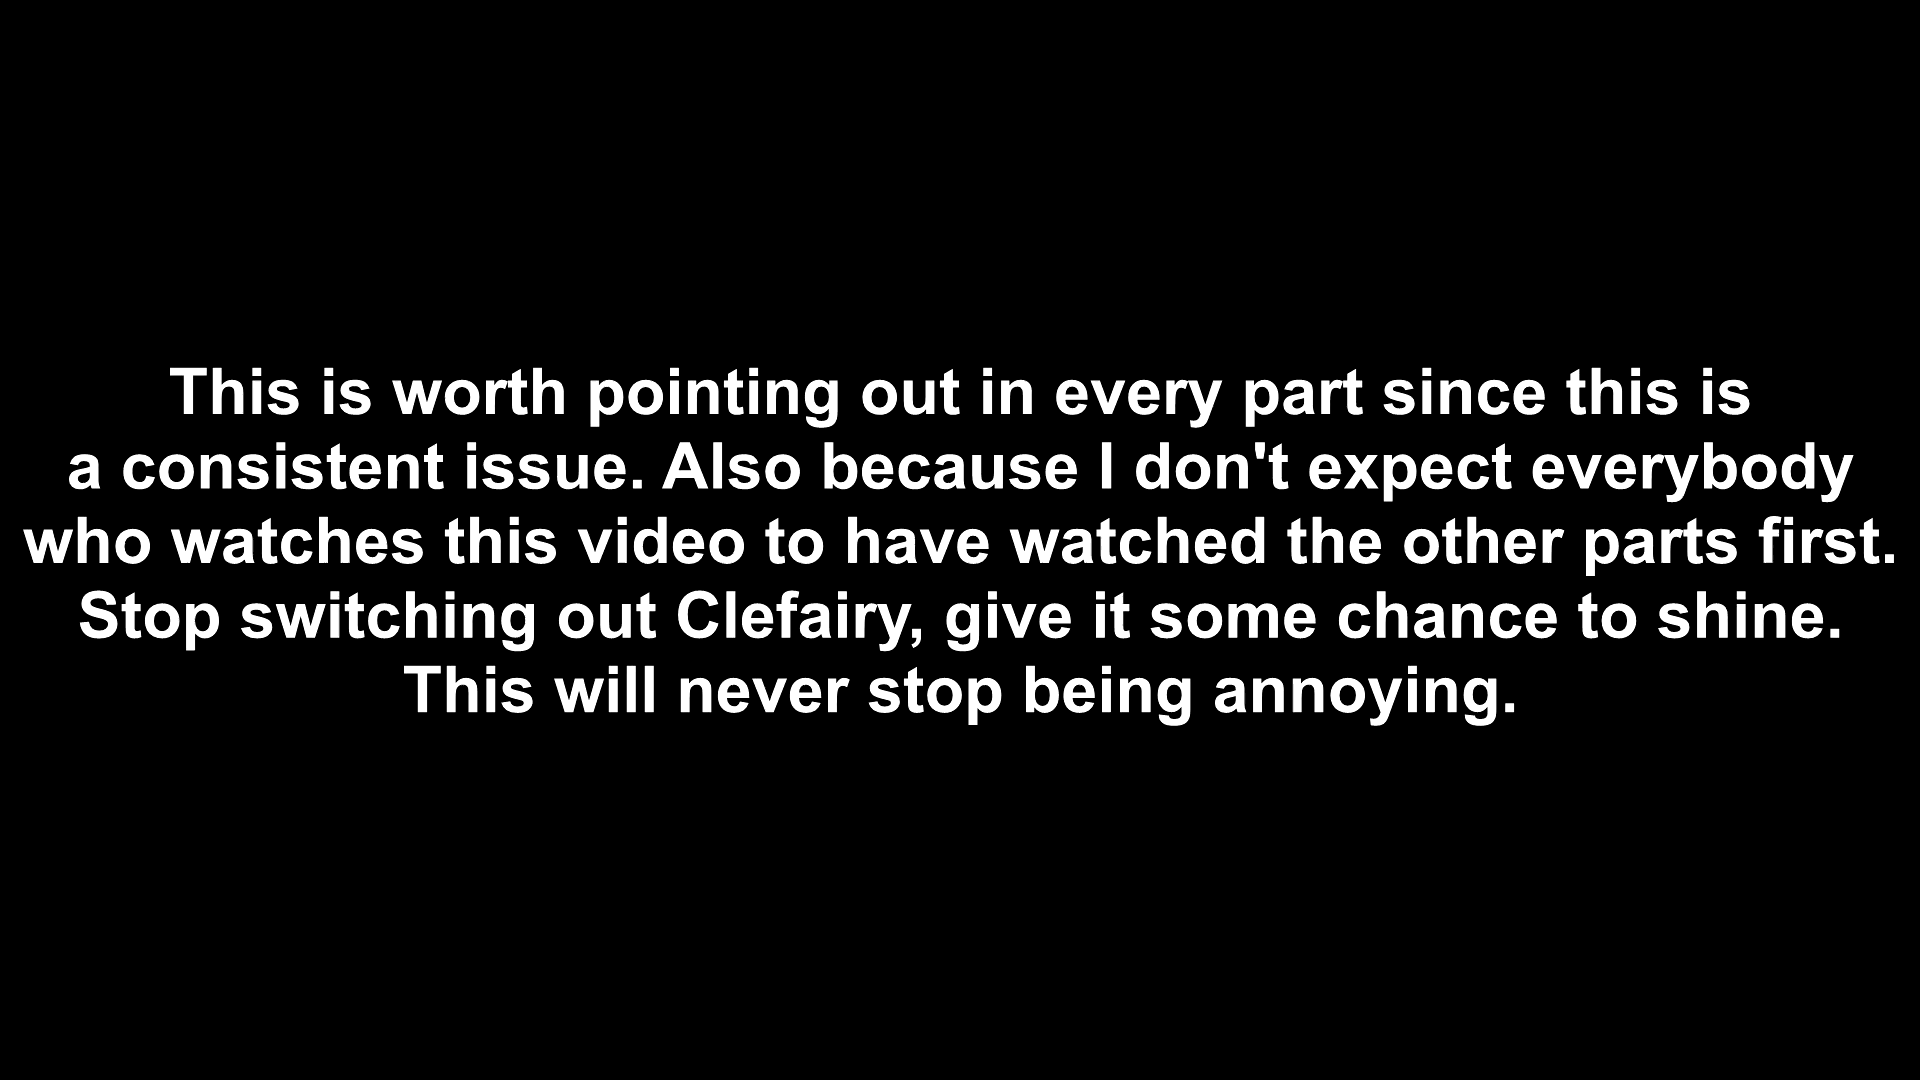 This is worth pointing out in every part since this is
a consistent issue. Also because I don't expect everybody
who watches this video to have watched the other parts first.
Stop switching out Clefairy, give it some chance to shine.
This will never stop being annoying.